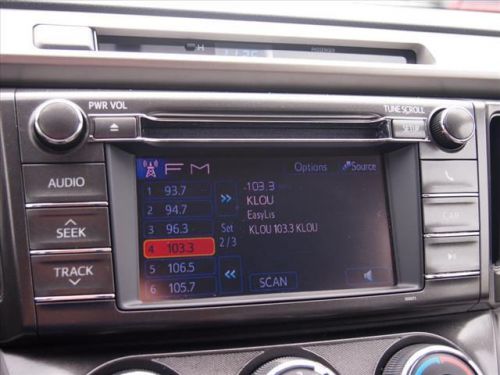 PASSENGER
PWR VOL
TUNE SCROLL
SETUP
AUDIO
SEEK
TRACK
FM
Options
Source
1 93.7
2 94.7
3 96.3
4 103.3
5 106.5
6 105.7
Set
2/3
SCAN
103.3
KLOU
EasyLis
KLOU 103.3 KLOU
CAR